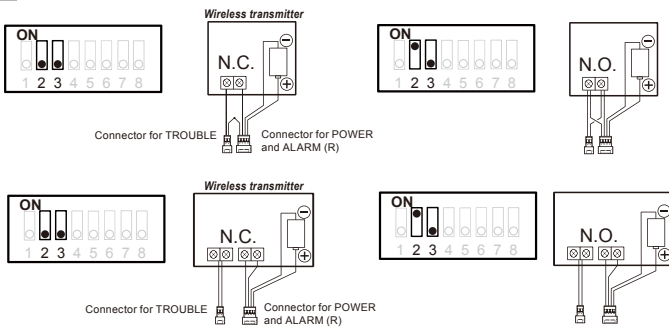 Wireless transmitter
ON
1 2 3 4 5 6 7 8
N.C.
Connector for TROUBLE
Connector for POWER
and ALARM (R)
ON
1 2 3 4 5 6 7 8
N.O.
Wireless transmitter
ON
1 2 3 4 5 6 7 8
N.C.
Connector for TROUBLE
Connector for POWER
and ALARM (R)
ON
1 2 3 4 5 6 7 8
N.O.